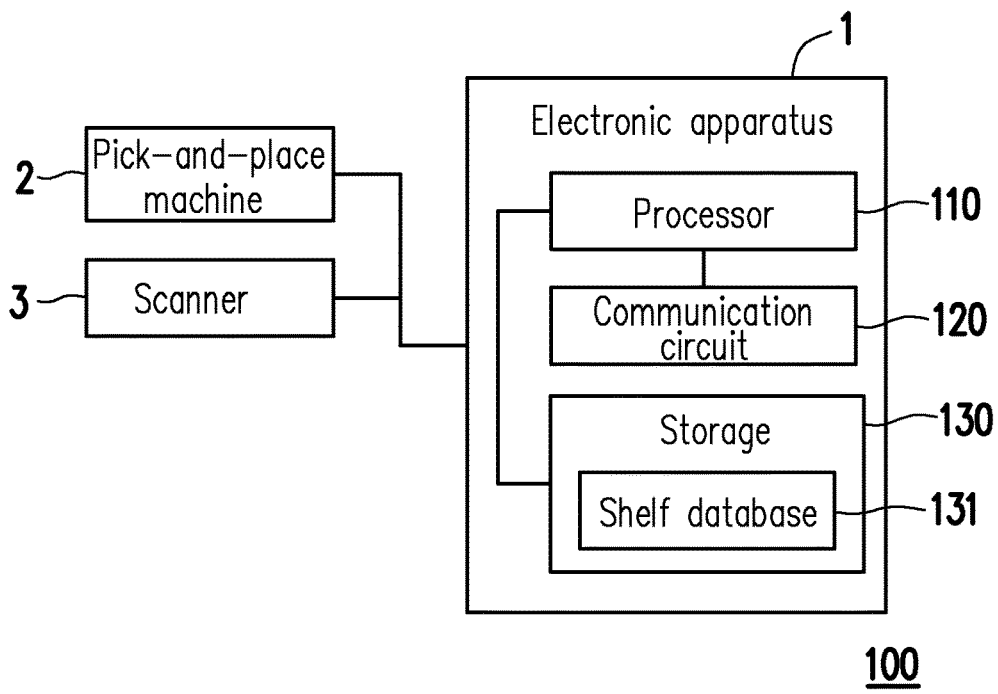 1
Electronic apparatus
2
Pick-and-place
machine
Processor
110
3
Scanner
Communication
circuit
120
Storage
130
Shelf database
131
100